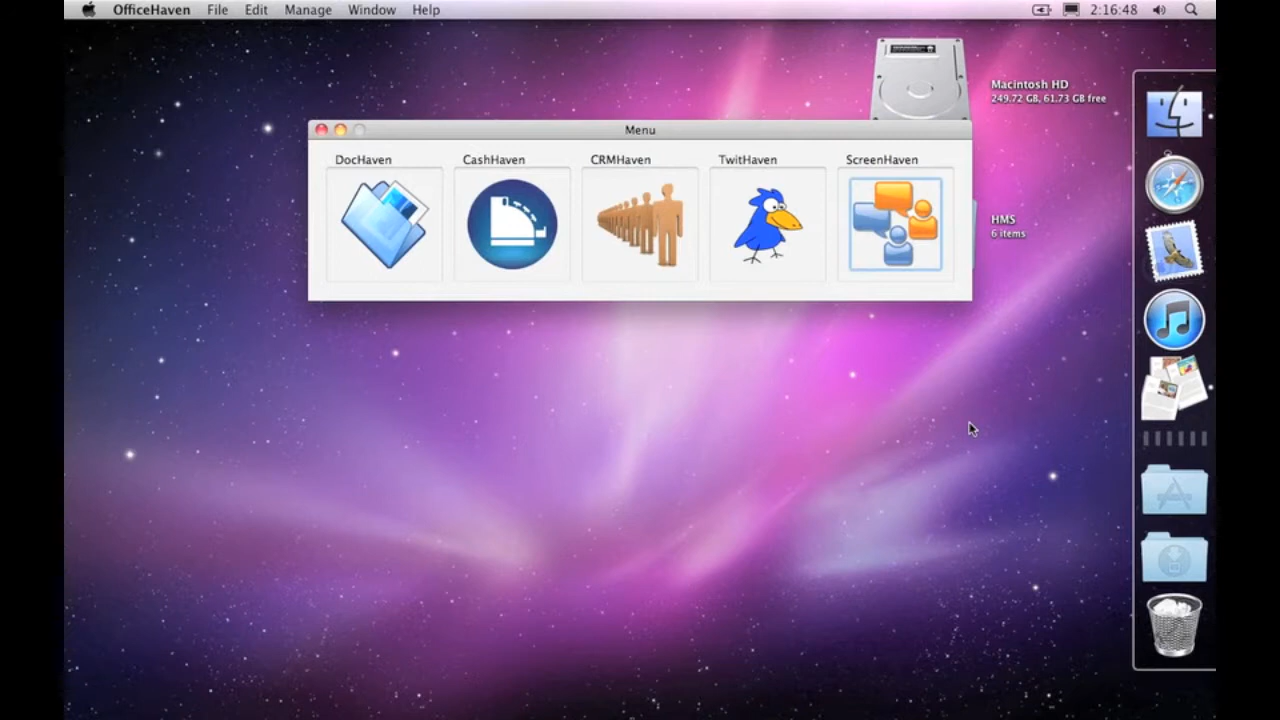 OfficeHaven File Edit Manage Window Help 2:16:48
Macintosh HD
249.72 GB, 61.73 GB free
Menu
DocHaven CashHaven CRMHaven TwitHaven ScreenHaven
HMS
6 items